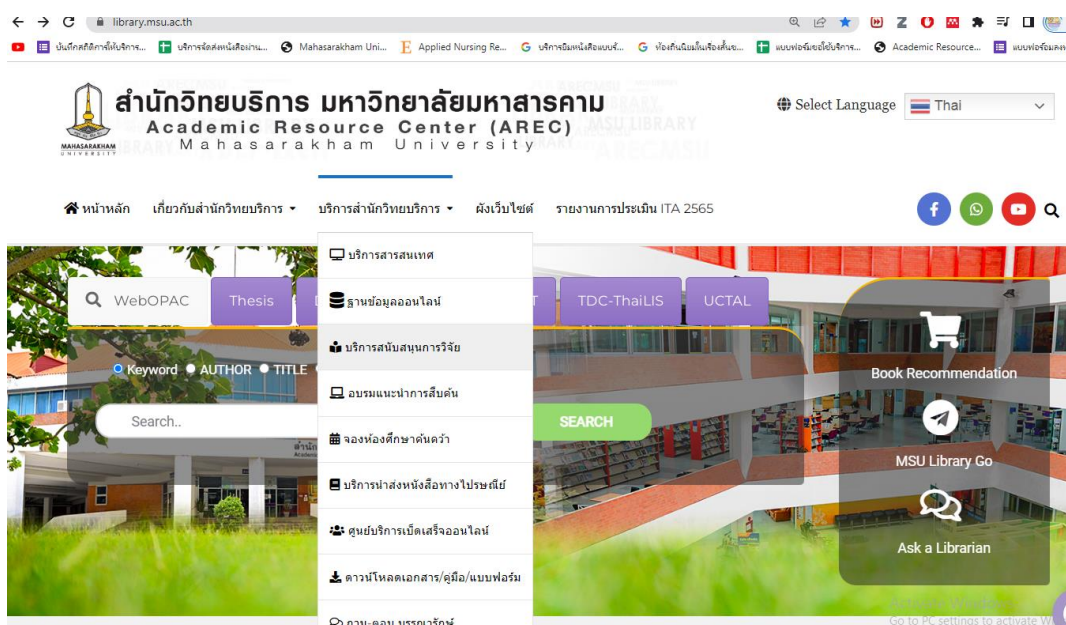 library.msu.ac.th
บันทึกสถิติการให้บริการ...
บริการจัดส่งหนังสือผ่าน...
Mahasarakham Uni...
Applied Nursing Re...
บริการยืมหนังสือแบบร์...
ห้องถิ่นนิยมในเรื่องสั้นข...
แบบฟอร์มขอใช้บริการ...
Academic Resource...
MAHASARAKHAM
UNIVERSITY
สำนักวิทยบริการ มหาวิทยาลัยมหาสารคาม
Academic Resource Center (AREC)
Mahasarakham University
Select Language
Thai
หน้าหลัก
เกี่ยวกับสำนักวิทยบริการ
บริการสำนักวิทยบริการ
ผังเว็บไซต์
รายงานการประเมิน ITA 2565
บริการสารสนเทศ
ฐานข้อมูลออนไลน์
บริการสนับสนุนการวิจัย
อบรมแนะนำการสืบค้น
จองห้องศึกษาค้นคว้า
บริการนำส่งหนังสือทางไปรษณีย์
ศูนย์บริการเบ็ดเสร็จออนไลน์
ดาวน์โหลดเอกสาร/คู่มือ/แบบฟอร์ม
ถาม-ตอบ บรรณารักษ์
WebOPAC
Thesis
TDC-ThaiLIS
UCTAL
Keyword
AUTHOR
TITLE
Search..
SEARCH
Book Recommendation
MSU Library Go
Ask a Librarian
Activate Windows
Go to PC settings to activate W